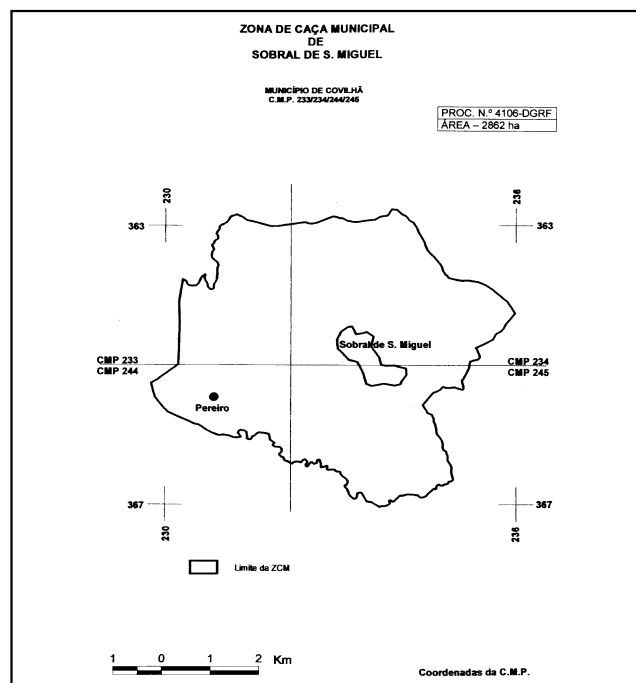 ZONA DE CAÇA MUNICIPAL
DE
SOBRAL DE S. MIGUEL
MUNICÍPIO DE COVILHÃ
C.M.P. 233/234/244/245
PROC. N.º 4106-DGRF
ÁREA – 2862 ha
230
236
363
363
Sobral de S. Miguel
CMP 233
CMP 234
CMP 244
CMP 245
Pereiro
367
367
230
236
Limite da ZCM
1 0 1 2 Km
Coordenadas da C.M.P.